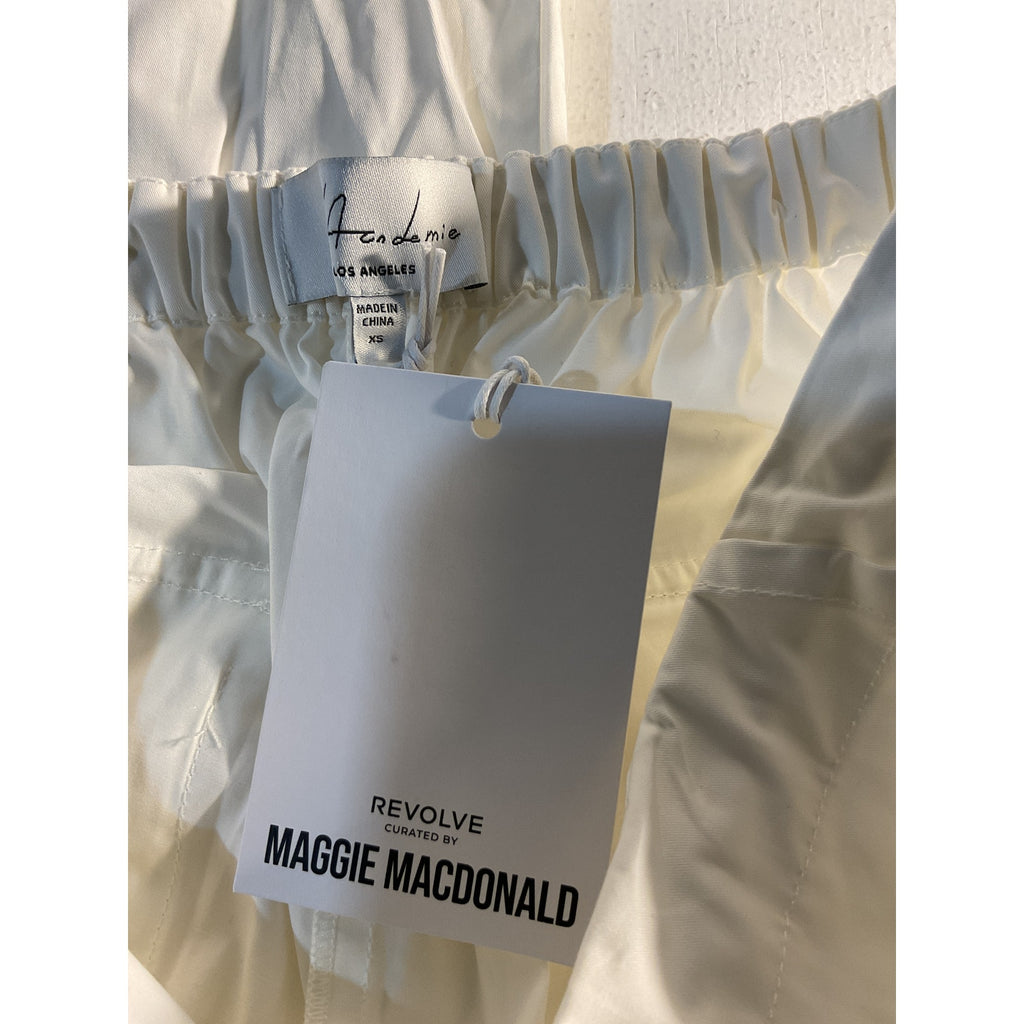 LOS ANGELES
MADE IN
CHINA
XS
REVOLVE
CURATED BY
MAGGIE MACDONALD